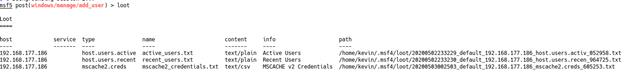 msf5 post(windows/manage/add_user) > loot
Loot
====
host service type name content info path
192.168.177.186 host.users.active active_users.txt text/plain Active Users /home/kevin/.msf4/loot/20200502233229_default_192.168.177.186_host.users.activ_052958.txt
192.168.177.186 host.users.recent recent_users.txt text/plain Recent Users /home/kevin/.msf4/loot/20200502233230_default_192.168.177.186_host.users.recen_964725.txt
192.168.177.186 mscache2.creds mscache2_credentials.txt text/csv MSCACHE v2 Credentials /home/kevin/.msf4/loot/20200503002503_default_192.168.177.186_mscache2.creds_605253.txt